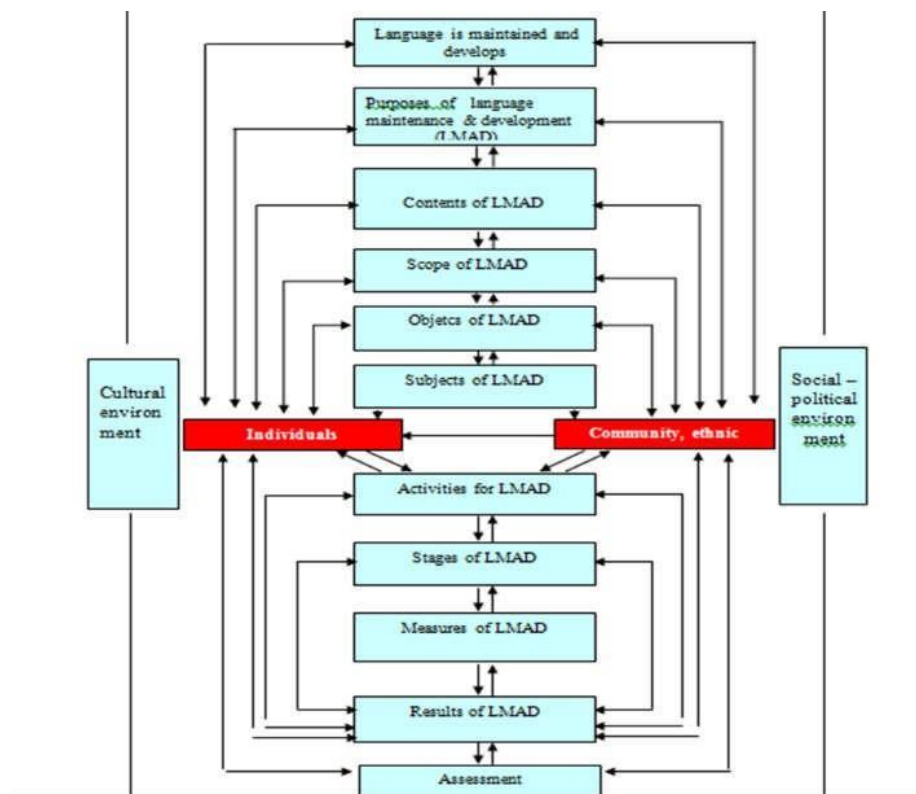 Language is maintained and
develops
Purposes of language
maintenance & development
(LMAD)
Contents of LMAD
Scope of LMAD
Objetcs of LMAD
Subjects of LMAD
Cultural
environ
ment
Social –
political
environ
ment
Individuals
Community, ethnic
Activities for LMAD
Stages of LMAD
Measures of LMAD
Results of LMAD
Assessment